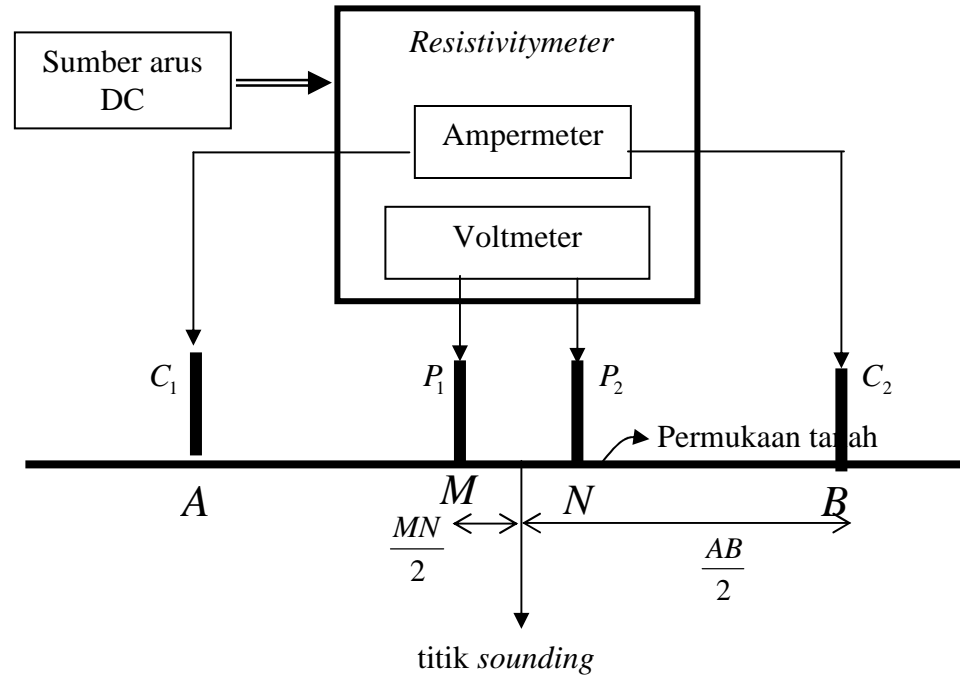 Resistivitymeter
Sumber arus
DC
Ampermeter
Voltmeter
C₁
P₁
P₂
C₂
Permukaan tanah
A
M
N
B
MN
2
AB
2
titik sounding